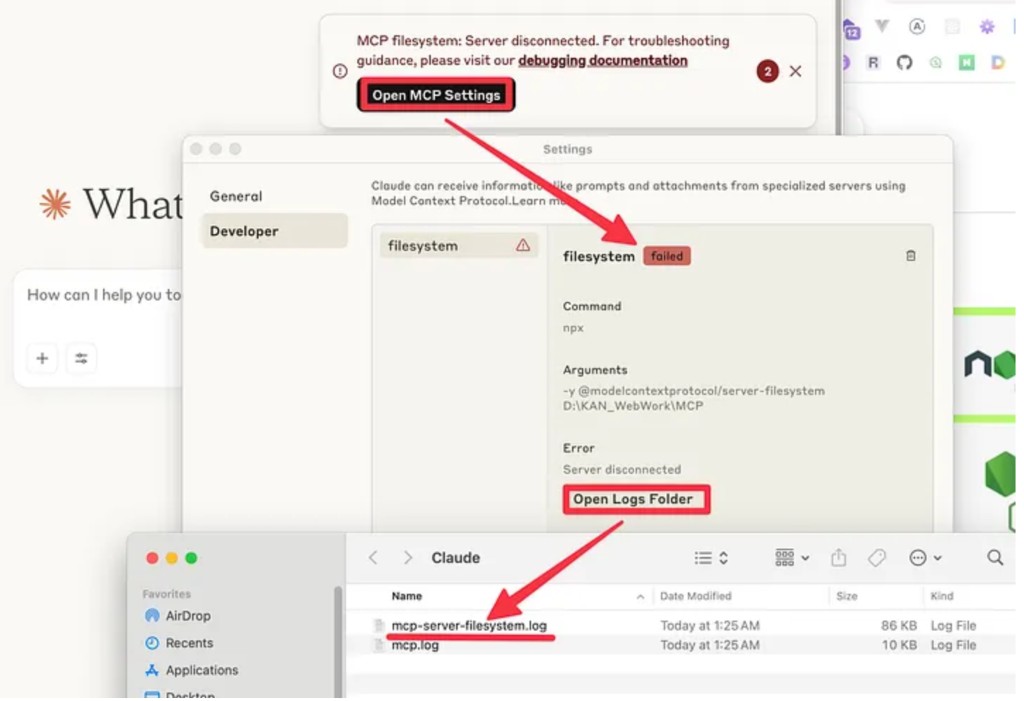 MCP filesystem: Server disconnected. For troubleshooting
guidance, please visit our debugging documentation
2
Open MCP Settings
12
R
Settings
What
General
Developer
How can I help you to
Claude can receive information like prompts and attachments from specialized servers using
Model Context Protocol.Learn
filesystem
filesystem failed
Command
npx
Arguments
-y @modelcontextprotocol/server-filesystem
D:\KAN_WebWork\MCP
Error
Server disconnected
Open Logs Folder
Claude
Favorites
AirDrop
Recents
Applications
Desktop
Name Date Modified Size Kind
mcp-server-filesystem.log Today at 1:25 AM 86 KB Log File
mcp.log Today at 1:25 AM 10 KB Log File